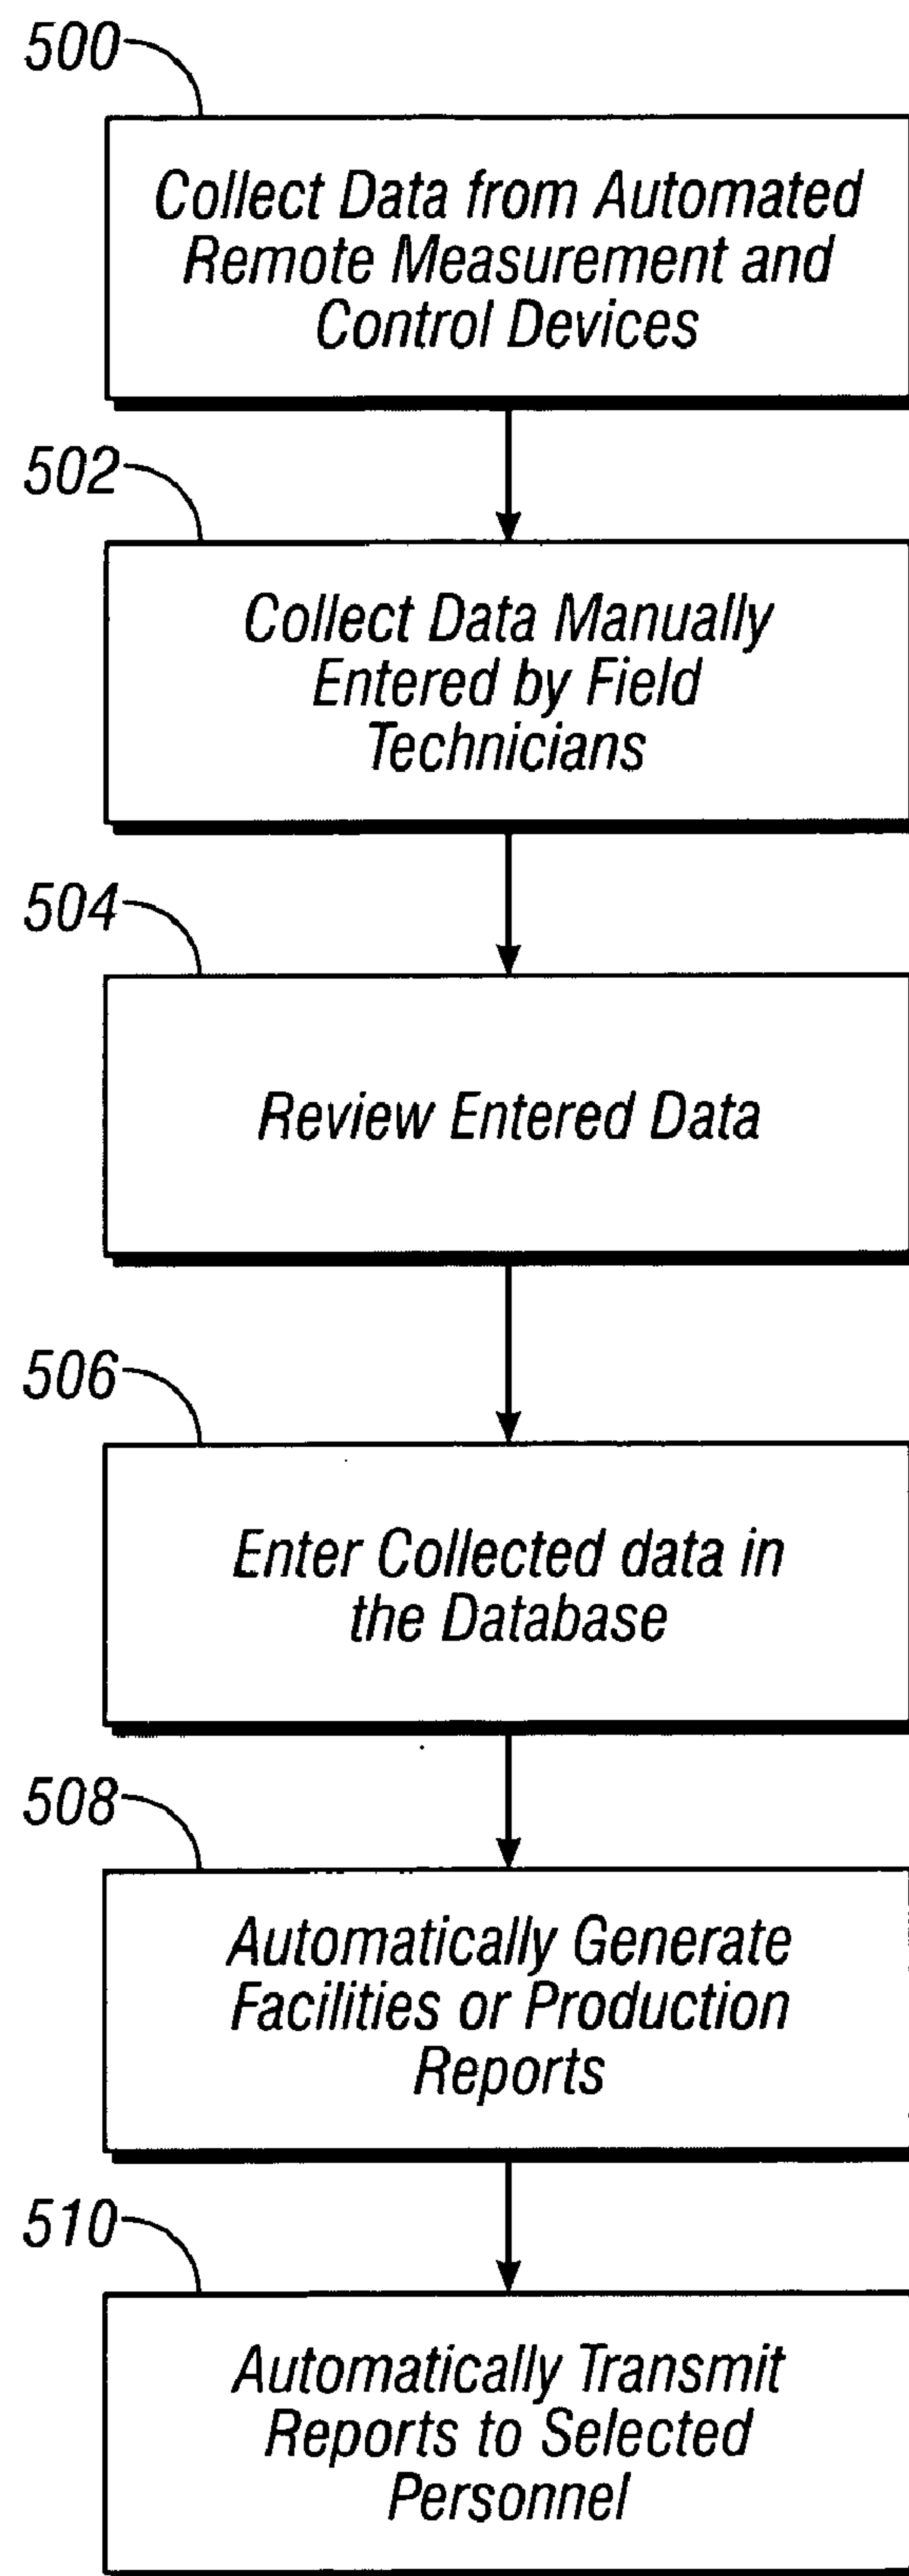 500
Collect Data from Automated
Remote Measurement and
Control Devices
502
Collect Data Manually
Entered by Field
Technicians
504
Review Entered Data
506
Enter Collected data in
the Database
508
Automatically Generate
Facilities or Production
Reports
510
Automatically Transmit
Reports to Selected
Personnel